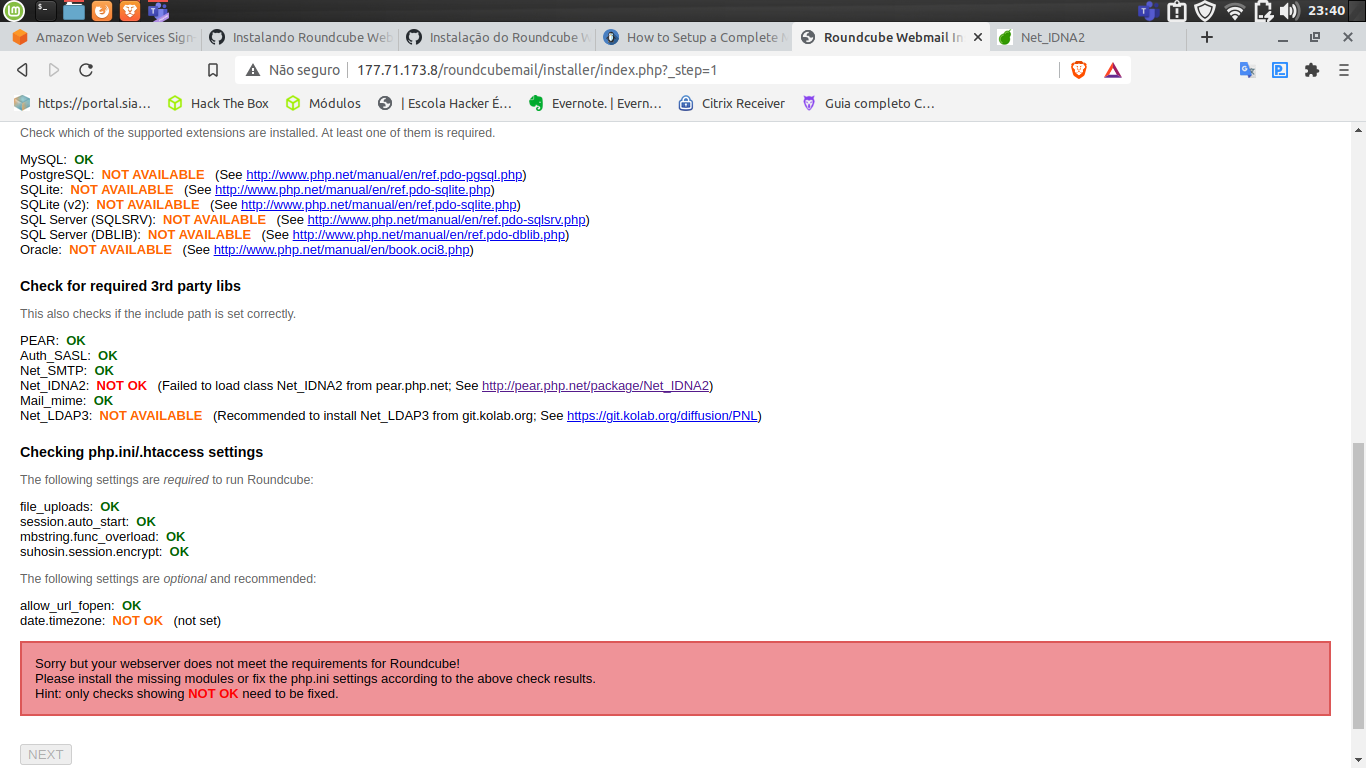 23:40
Amazon Web Services Sign
Instalando Roundcube Web
Instalação do Roundcube W
How to Setup a Complete M
Roundcube Webmail In
Net_IDNA2
Não seguro
177.71.173.8/roundcubemail/installer/index.php?_step=1
https://portal.sia...
Hack The Box
Módulos
| Escola Hacker É...
Evernote. | Evern...
Citrix Receiver
Guia completo C...
Check which of the supported extensions are installed. At least one of them is required.
MySQL: OK
PostgreSQL: NOT AVAILABLE (See http://www.php.net/manual/en/ref.pdo-pgsql.php)
SQLite: NOT AVAILABLE (See http://www.php.net/manual/en/ref.pdo-sqlite.php)
SQLite (v2): NOT AVAILABLE (See http://www.php.net/manual/en/ref.pdo-sqlite.php)
SQL Server (SQLSRV): NOT AVAILABLE (See http://www.php.net/manual/en/ref.pdo-sqlsrv.php)
SQL Server (DBLIB): NOT AVAILABLE (See http://www.php.net/manual/en/ref.pdo-dblib.php)
Oracle: NOT AVAILABLE (See http://www.php.net/manual/en/book.oci8.php)
Check for required 3rd party libs
This also checks if the include path is set correctly.
PEAR: OK
Auth_SASL: OK
Net_SMTP: OK
Net_IDNA2: NOT OK (Failed to load class Net_IDNA2 from pear.php.net; See http://pear.php.net/package/Net_IDNA2)
Mail_mime: OK
Net_LDAP3: NOT AVAILABLE (Recommended to install Net_LDAP3 from git.kolab.org; See https://git.kolab.org/diffusion/PNL)
Checking php.ini/.htaccess settings
The following settings are required to run Roundcube:
file_uploads: OK
session.auto_start: OK
mbstring.func_overload: OK
suhosin.session.encrypt: OK
The following settings are optional and recommended:
allow_url_fopen: OK
date.timezone: NOT OK (not set)
Sorry but your webserver does not meet the requirements for Roundcube!
Please install the missing modules or fix the php.ini settings according to the above check results.
Hint: only checks showing NOT OK need to be fixed.
NEXT